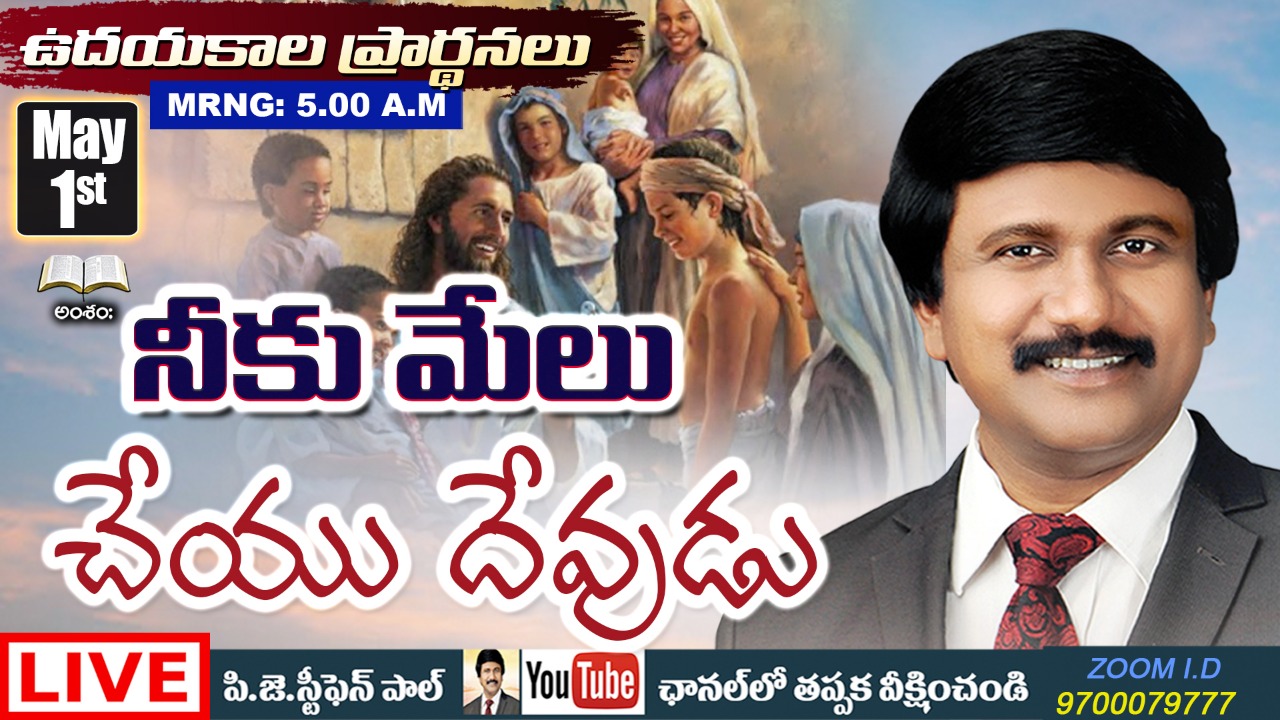 ఉదయకాల ప్రార్థనలు
MRNG: 5.00 A.M
May
1st
అంశం:
నీకు మేలు
చేయు దేవుడు
LIVE
పి.జె.స్టీఫెన్ పాల్ YouTube ఛానల్‌లో తప్పక వీక్షించండి
ZOOM I.D
9700079777